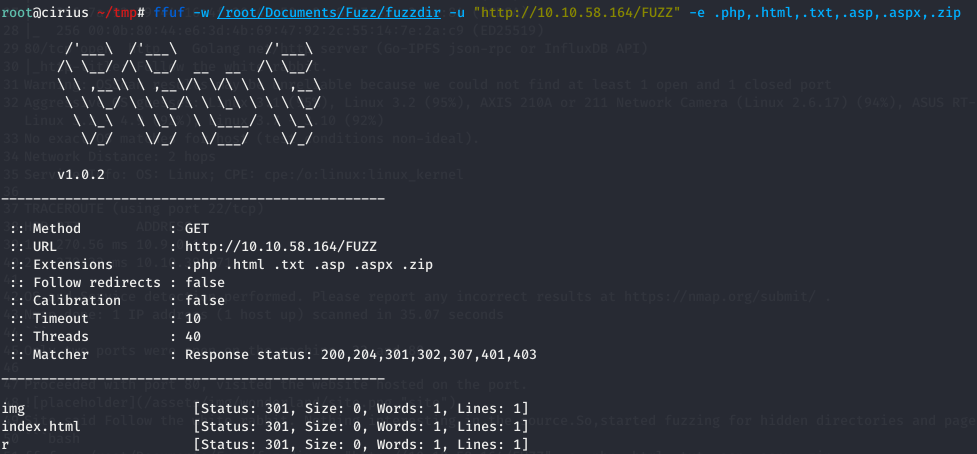 root@cirius ~/tmp# ffuf -w /root/Documents/Fuzz/fuzzdir -u "http://10.10.58.164/FUZZ" -e .php,.html,.txt,.asp,.aspx,.zip
v1.0.2
:: Method : GET
:: URL : http://10.10.58.164/FUZZ
:: Extensions : .php .html .txt .asp .aspx .zip
:: Follow redirects : false
:: Calibration : false
:: Timeout : 10
:: Threads : 40
:: Matcher : Response status: 200,204,301,302,307,401,403
img [Status: 301, Size: 0, Words: 1, Lines: 1]
index.html [Status: 301, Size: 0, Words: 1, Lines: 1]
r [Status: 301, Size: 0, Words: 1, Lines: 1]